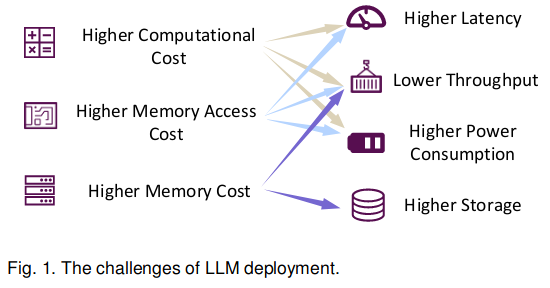 Higher Computational
Cost
Higher Memory Access
Cost
Higher Memory Cost
Higher Latency
Lower Throughput
Higher Power
Consumption
Higher Storage
Fig. 1. The challenges of LLM deployment.